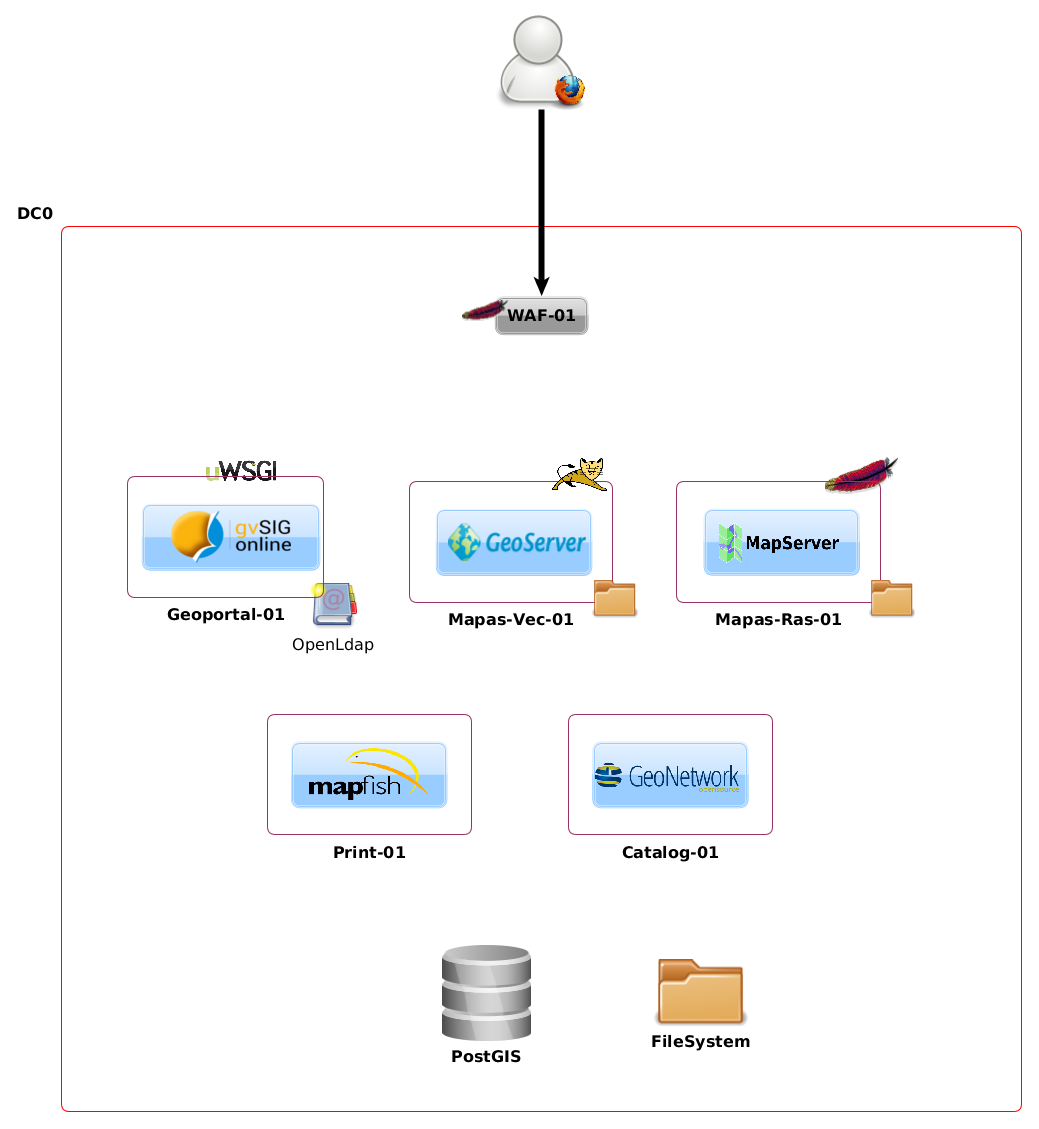 DC0
WAF-01
uWSGI
gvSIG
online
GeoServer
MapServer
Geoportal-01
Mapas-Vec-01
Mapas-Ras-01
@
OpenLdap
mapfish
GeoNetwork
opensource
Print-01
Catalog-01
PostGIS
FileSystem